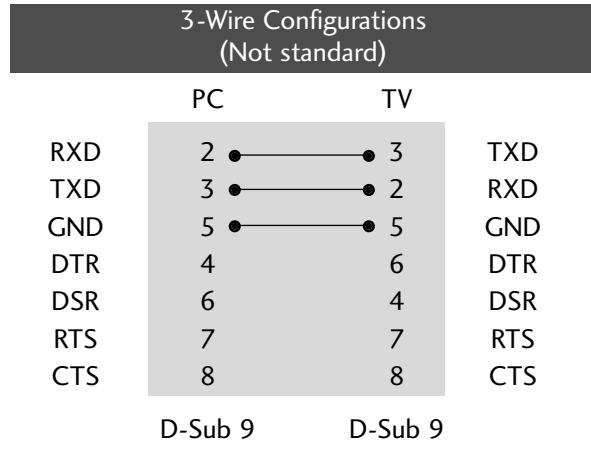 3-Wire Configurations
(Not standard)
PC TV
RXD 2 3 TXD
TXD 3 2 RXD
GND 5 5 GND
DTR 4 6 DTR
DSR 6 4 DSR
RTS 7 7 RTS
CTS 8 8 CTS
D-Sub 9 D-Sub 9